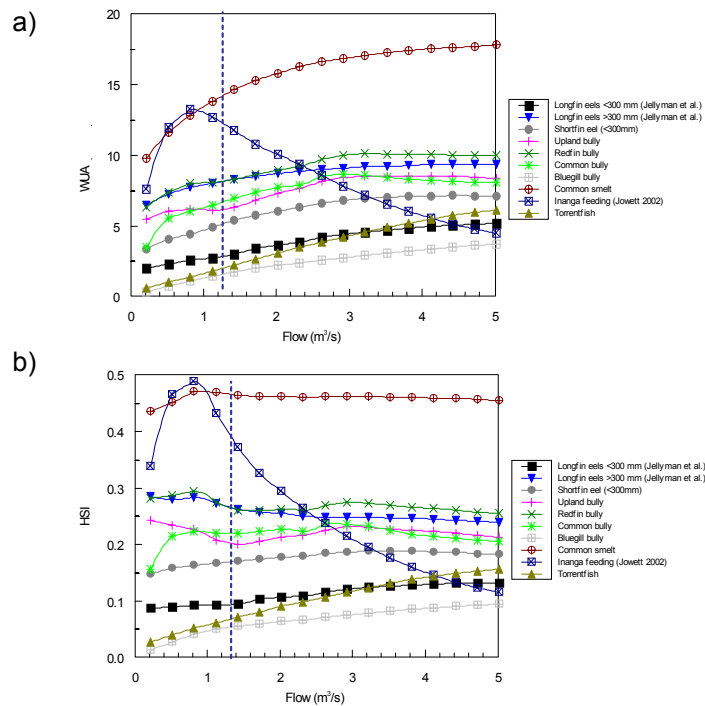 a)
20
15
10
5
0
WUA
0 1 2 3 4 5
Flow (m³/s)
Longfin eels <300 mm (Jellyman et al.)
Longfin eels >300 mm (Jellyman et al.)
Shortfin eel (<300mm)
Upland bully
Redfin bully
Common bully
Bluegill bully
Common smelt
Inanga feeding (Jowett 2002)
Torrentfish
b)
0.5
0.4
0.3
0.2
0.1
0.0
HSI
0 1 2 3 4 5
Flow (m³/s)
Longfin eels <300 mm (Jellyman et al.)
Longfin eels >300 mm (Jellyman et al.)
Shortfin eel (<300mm)
Upland bully
Redfin bully
Common bully
Bluegill bully
Common smelt
Inanga feeding (Jowett 2002)
Torrentfish